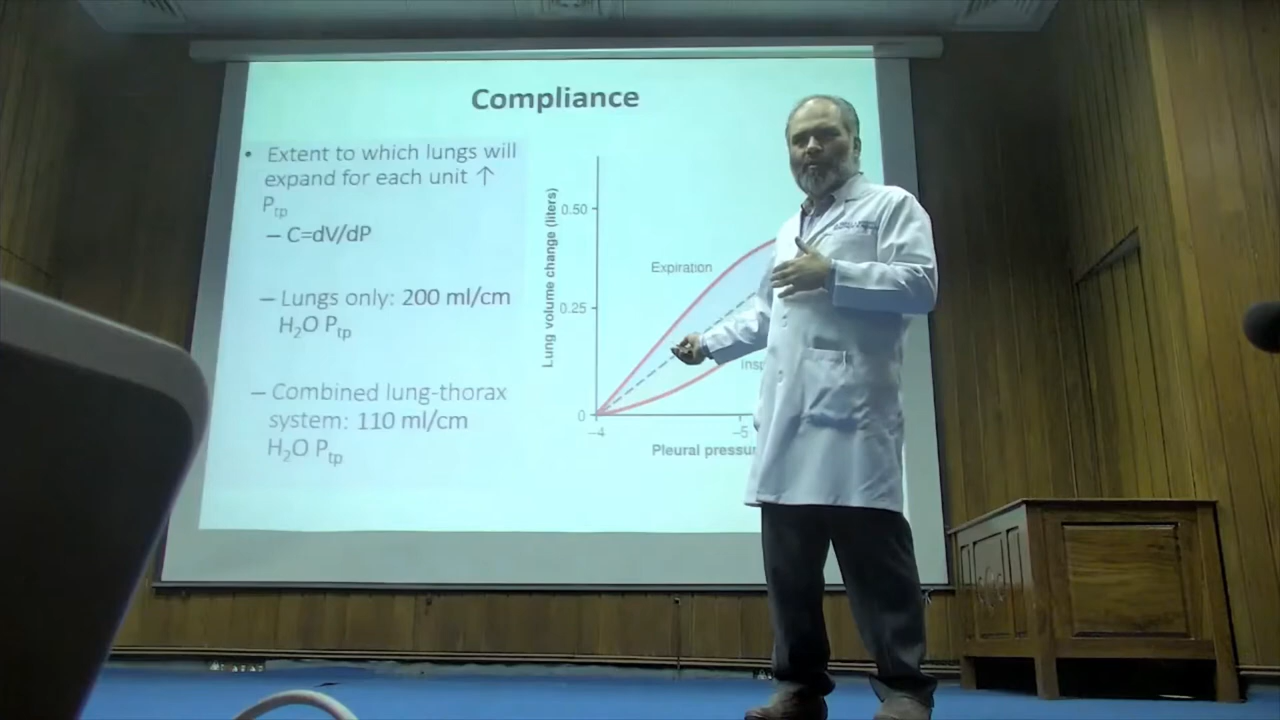 Compliance
• Extent to which lungs will
expand for each unit ↑
Ptp
– C=dV/dP
– Lungs only: 200 ml/cm
H₂O Ptp
– Combined lung-thorax
system: 110 ml/cm
H₂O Ptp
Lung volume change (liters)
0.50
0.25
0
Expiration
Insp
–4
–5
Pleural pressu